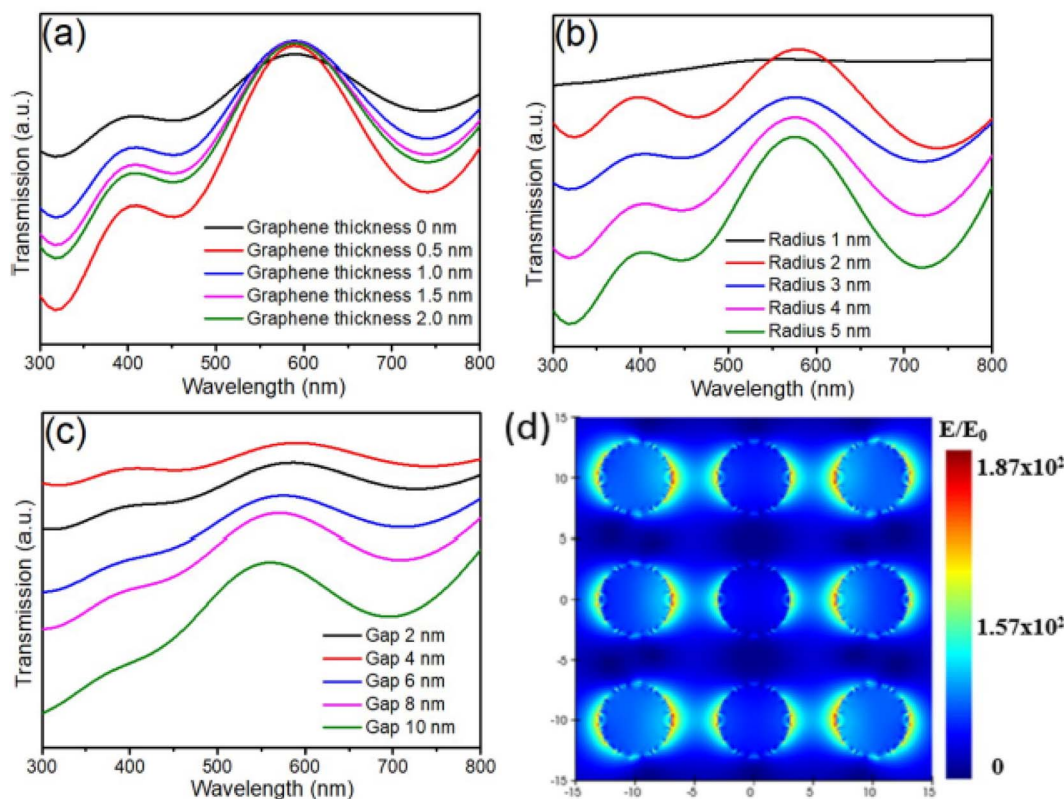 (a)
Transmission (a.u.)
Graphene thickness 0 nm
Graphene thickness 0.5 nm
Graphene thickness 1.0 nm
Graphene thickness 1.5 nm
Graphene thickness 2.0 nm
300 400 500 600 700 800
Wavelength (nm)
(b)
Transmission (a.u.)
Radius 1 nm
Radius 2 nm
Radius 3 nm
Radius 4 nm
Radius 5 nm
300 400 500 600 700 800
Wavelength (nm)
(c)
Transmission (a.u.)
Gap 2 nm
Gap 4 nm
Gap 6 nm
Gap 8 nm
Gap 10 nm
300 400 500 600 700 800
Wavelength (nm)
(d)
15
10
5
0
-5
-10
-15
-15 -10 -5 0 5 10 15
E/E₀
1.87x10²
1.57x10²
0